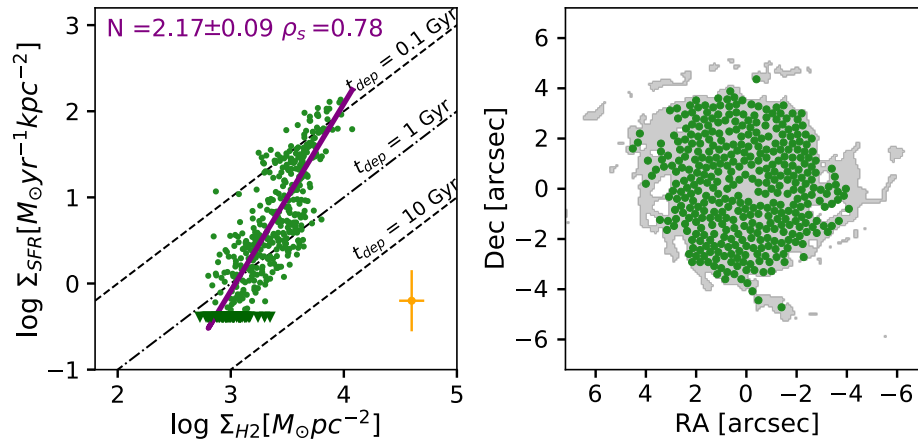 N =2.17±0.09 ρs=0.78
tdep = 0.1 Gyr
tdep = 1 Gyr
tdep = 10 Gyr
3
2
1
0
−1
log ΣSFR[M⊙yr−1kpc−2]
2
3
4
5
log ΣH2[M⊙pc−2]
6
4
2
0
−2
−4
−6
Dec [arcsec]
6
4
2
0
−2
−4
−6
RA [arcsec]